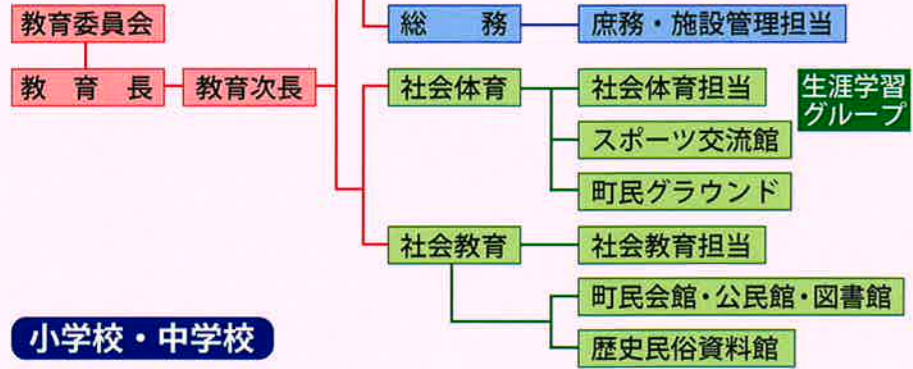 教育委員会
総　務
庶務・施設管理担当
教　育　長
教育次長
社会体育
社会体育担当
生涯学習
グループ
スポーツ交流館
町民グラウンド
社会教育
社会教育担当
町民会館・公民館・図書館
歴史民俗資料館
小学校・中学校